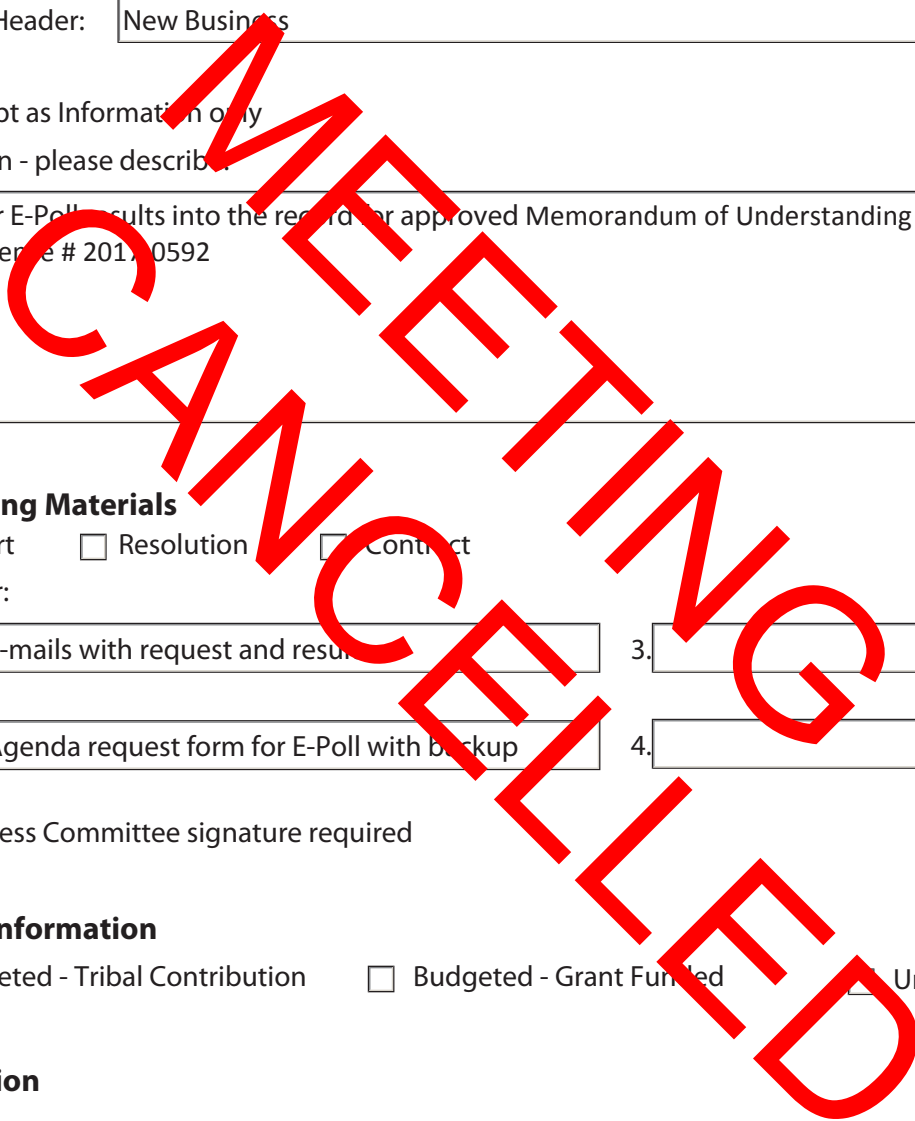 Header: New Business
pt as Information only
n - please describe:
r E-Poll results into the record for approved Memorandum of Understanding
# 2017-0592
ng Materials
rt Resolution Contract
r:
-mails with request and results 3.
Agenda request form for E-Poll with backup 4.
ess Committee signature required
nformation
eted - Tribal Contribution Budgeted - Grant Funded Un
ion
MEETING
CANCELLED